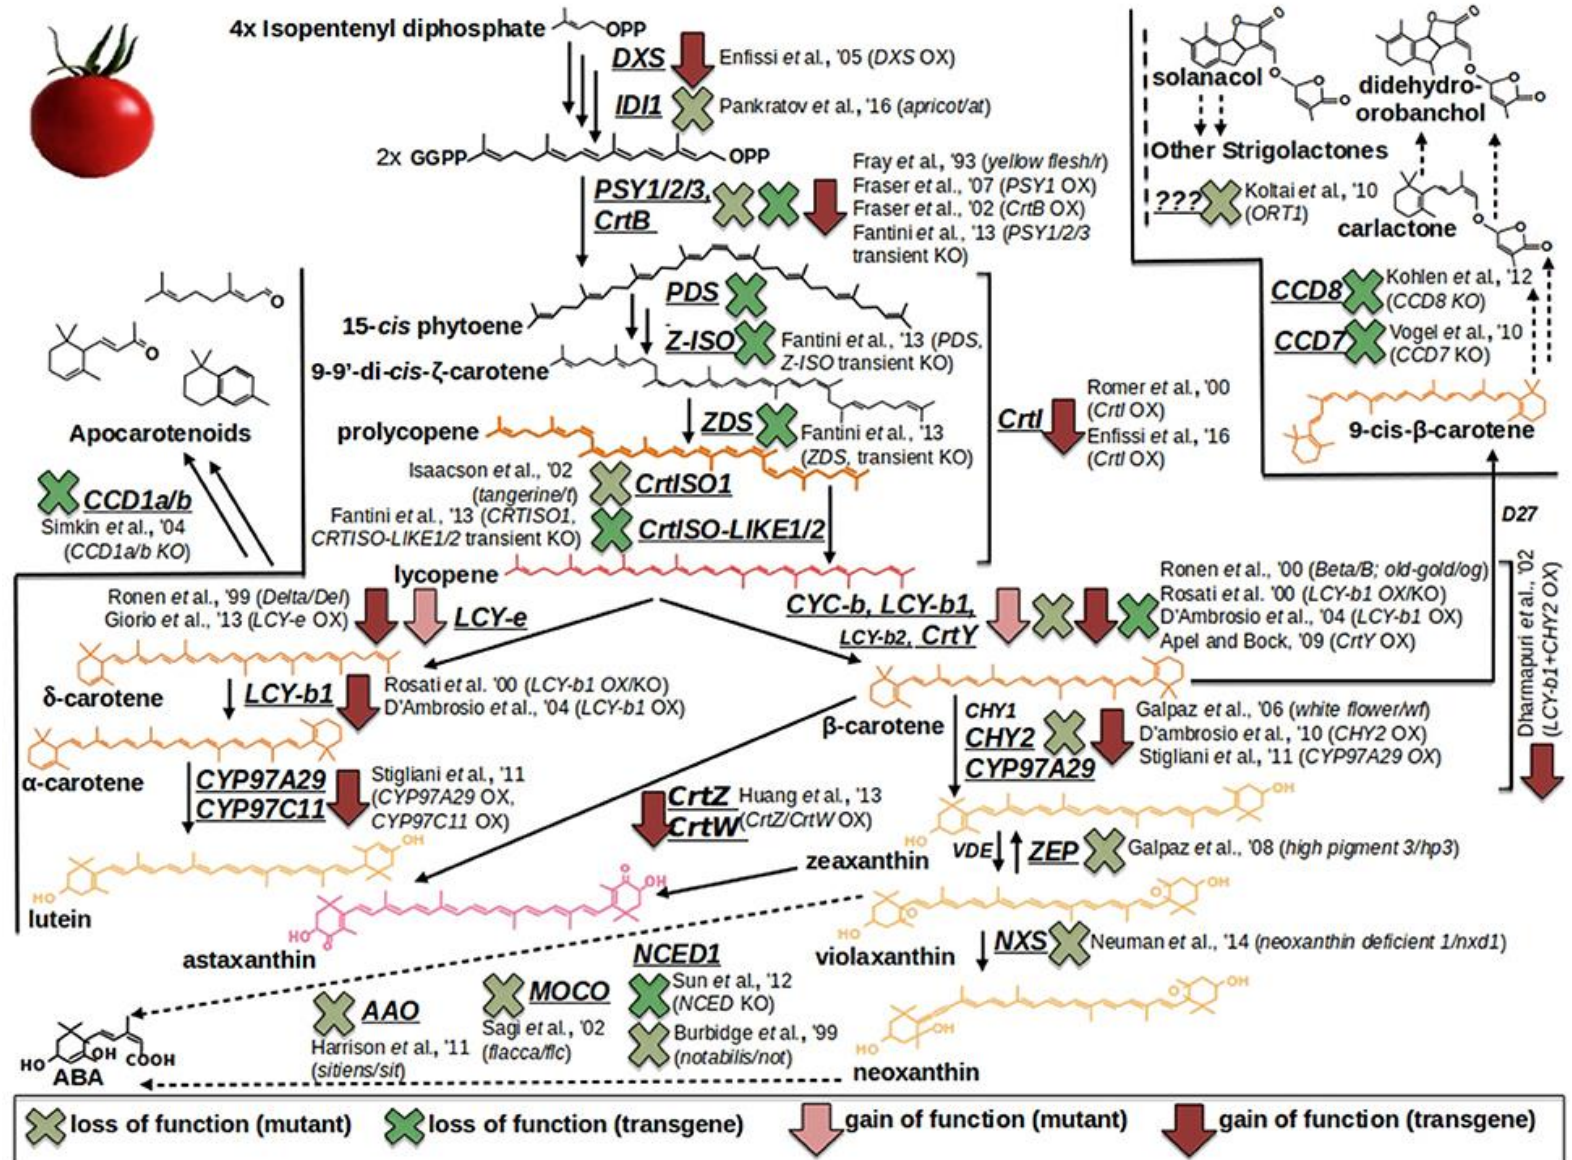 4x Isopentenyl diphosphate
OPP
DXS
Enfissi et al., '05 (DXS OX)
IDI1
Pankratov et al., '16 (apricot/at)
2x GGPP
OPP
PSY1/2/3,
CrtB
Fray et al., '93 (yellow flesh/r)
Fraser et al., '07 (PSY1 OX)
Fraser et al., '02 (CrtB OX)
Fantini et al., '13 (PSY1/2/3
transient KO)
15-cis phytoene
PDS
Z-ISO
Fantini et al., '13 (PDS,
Z-ISO transient KO)
9-9'-di-cis-ζ-carotene
ZDS
Fantini et al., '13
(ZDS, transient KO)
prolycopene
Isaacson et al., '02
(tangerine/t)
CrtISO1
Fantini et al., '13 (CRTISO1,
CRTISO-LIKE1/2 transient KO)
CrtISO-LIKE1/2
lycopene
CrtI
Romer et al., '00
(CrtI OX)
Enfissi et al., '16
(CrtI OX)
O
O
Apocarotenoids
CCD1a/b
Simkin et al., '04
(CCD1a/b KO)
O
O
O
O
O
solanacol
O
O
O
O
O
didehydro-
orobanchol
Other Strigolactones
???
Koltai et al., '10
(ORT1)
carlactone
O
O
O
CCD8
Kohlen et al., '12
(CCD8 KO)
CCD7
Vogel et al., '10
(CCD7 KO)
9-cis-β-carotene
D27
Ronen et al., '99 (Delta/Del)
Giorio et al., '13 (LCY-e OX)
LCY-e
CYC-b, LCY-b1,
LCY-b2, CrtY
Ronen et al., '00 (Beta/B; old-gold/og)
Rosati et al. '00 (LCY-b1 OX/KO)
D'Ambrosio et al., '04 (LCY-b1 OX)
Apel and Bock, '09 (CrtY OX)
Dharmapuri et al., '02
(LCY-b1+CHY2 OX)
δ-carotene
LCY-b1
Rosati et al. '00 (LCY-b1 OX/KO)
D'Ambrosio et al., '04 (LCY-b1 OX)
β-carotene
CHY1
CHY2
CYP97A29
Galpaz et al., '06 (white flower/wf)
D'ambrosio et al., '10 (CHY2 OX)
Stigliani et al., '11 (CYP97A29 OX)
α-carotene
CYP97A29
CYP97C11
Stigliani et al., '11
(CYP97A29 OX,
CYP97C11 OX)
CrtZ
CrtW
Huang et al., '13
(CrtZ/CrtW OX)
OH
HO
lutein
OH
HO
zeaxanthin
VDE
ZEP
Galpaz et al., '08 (high pigment 3/hp3)
O
OH
HO
O
astaxanthin
O
OH
O
HO
violaxanthin
NXS
Neuman et al., '14 (neoxanthin deficient 1/nxd1)
NCED1
Sun et al., '12
(NCED KO)
Burbidge et al., '99
(notabilis/not)
MOCO
Sagi et al., '02
(flacca/flc)
AAO
Harrison et al., '11
(sitiens/sit)
HO
OH
COOH
ABA
O
OH
OH
HO
neoxanthin
loss of function (mutant)
loss of function (transgene)
gain of function (mutant)
gain of function (transgene)